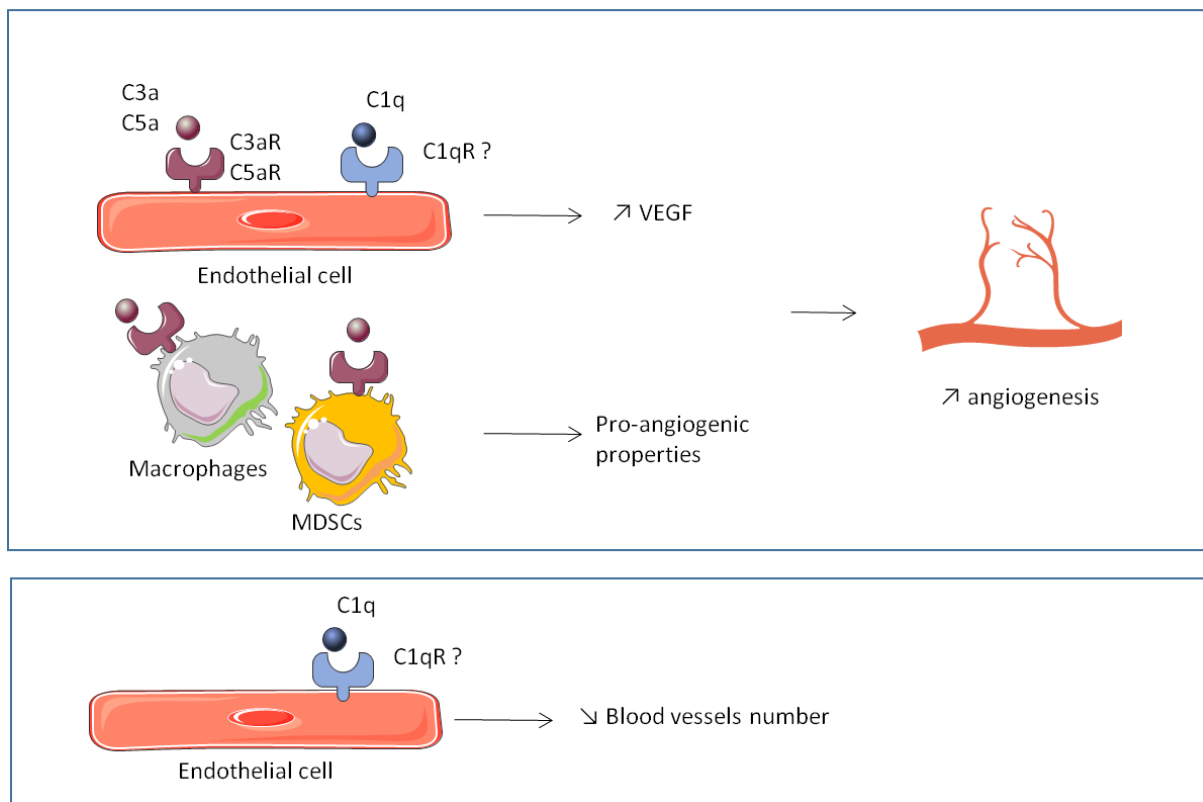 C3a
C5a
C1q
C3aR
C5aR
C1qR ?
↗ VEGF
Endothelial cell
↗ angiogenesis
Macrophages
Pro-angiogenic
properties
MDSCs
C1q
C1qR ?
↘ Blood vessels number
Endothelial cell